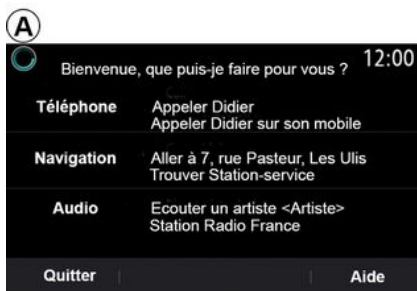 A
12:00
Bienvenue, que puis-je faire pour vous ?
Téléphone
Appeler Didier
Appeler Didier sur son mobile
Navigation
Aller à 7, rue Pasteur, Les Ulis
Trouver Station-service
Audio
Ecouter un artiste <Artiste>
Station Radio France
Quitter
Aide